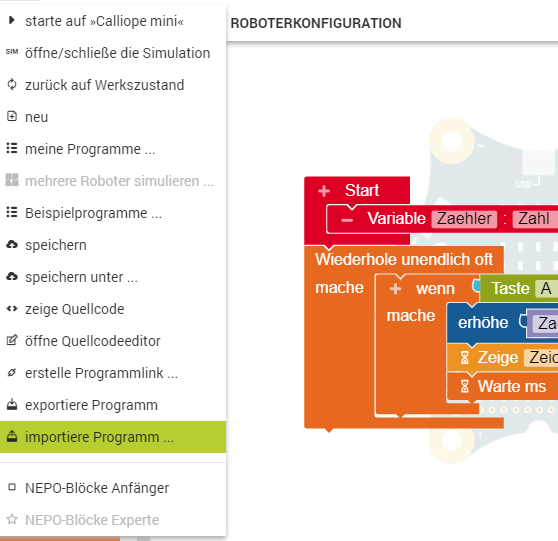 starte auf »Calliope mini«
SIM öffne/schließe die Simulation
zurück auf Werkszustand
neu
meine Programme ...
mehrere Roboter simulieren ...
Beispielprogramme ...
speichern
speichern unter ...
zeige Quellcode
öffne Quellcodeeditor
erstelle Programmlink ...
exportiere Programm
importiere Programm ...
NEPO-Blöcke Anfänger
NEPO-Blöcke Experte
ROBOTERKONFIGURATION
USB
+ Start
− Variable Zaehler : Zahl
Wiederhole unendlich oft
mache + wenn Taste A
mache erhöhe Za
Zeige Zeic
Warte ms